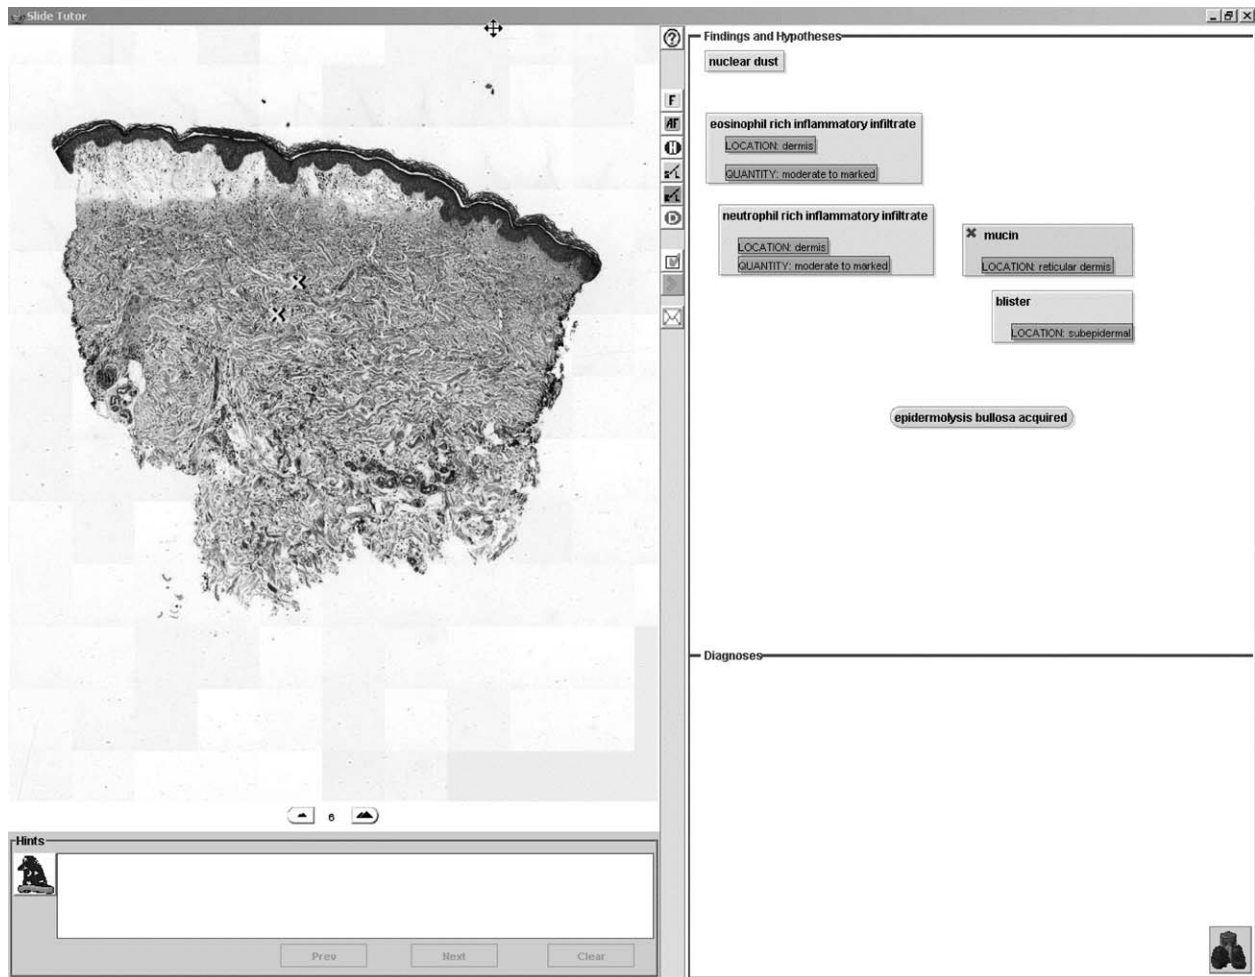 Slide Tutor
Findings and Hypotheses
nuclear dust
F
AF
H
eosinophil rich inflammatory infiltrate
LOCATION: dermis
QUANTITY: moderate to marked
D
neutrophil rich inflammatory infiltrate
LOCATION: dermis
QUANTITY: moderate to marked
mucin
LOCATION: reticular dermis
blister
LOCATION: subepidermal
epidermolysis bullosa acquired
Diagnoses
6
Hints
Prev Next Clear